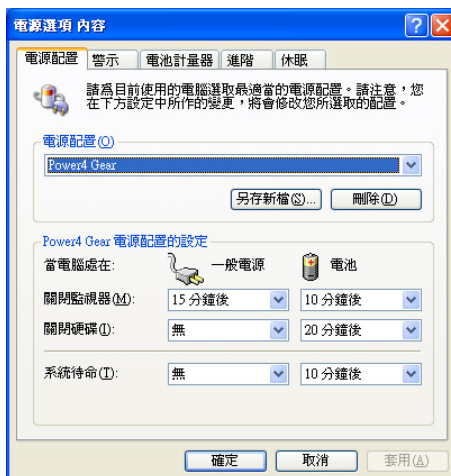 電源選項 內容
電源配置 警示 電池計量器 進階 休眠
請為目前使用的電腦選取最適當的電源配置。請注意，您
在下方設定中所作的變更，將會修改您所選取的配置。
電源配置(O)
Power4 Gear
另存新檔(S)... 刪除(D)
Power4 Gear 電源配置的設定
當電腦處在: 一般電源 電池
關閉監視器(M): 15 分鐘後 10 分鐘後
關閉硬碟(I): 無 20 分鐘後
系統待命(T): 無 10 分鐘後
確定 取消 套用(A)